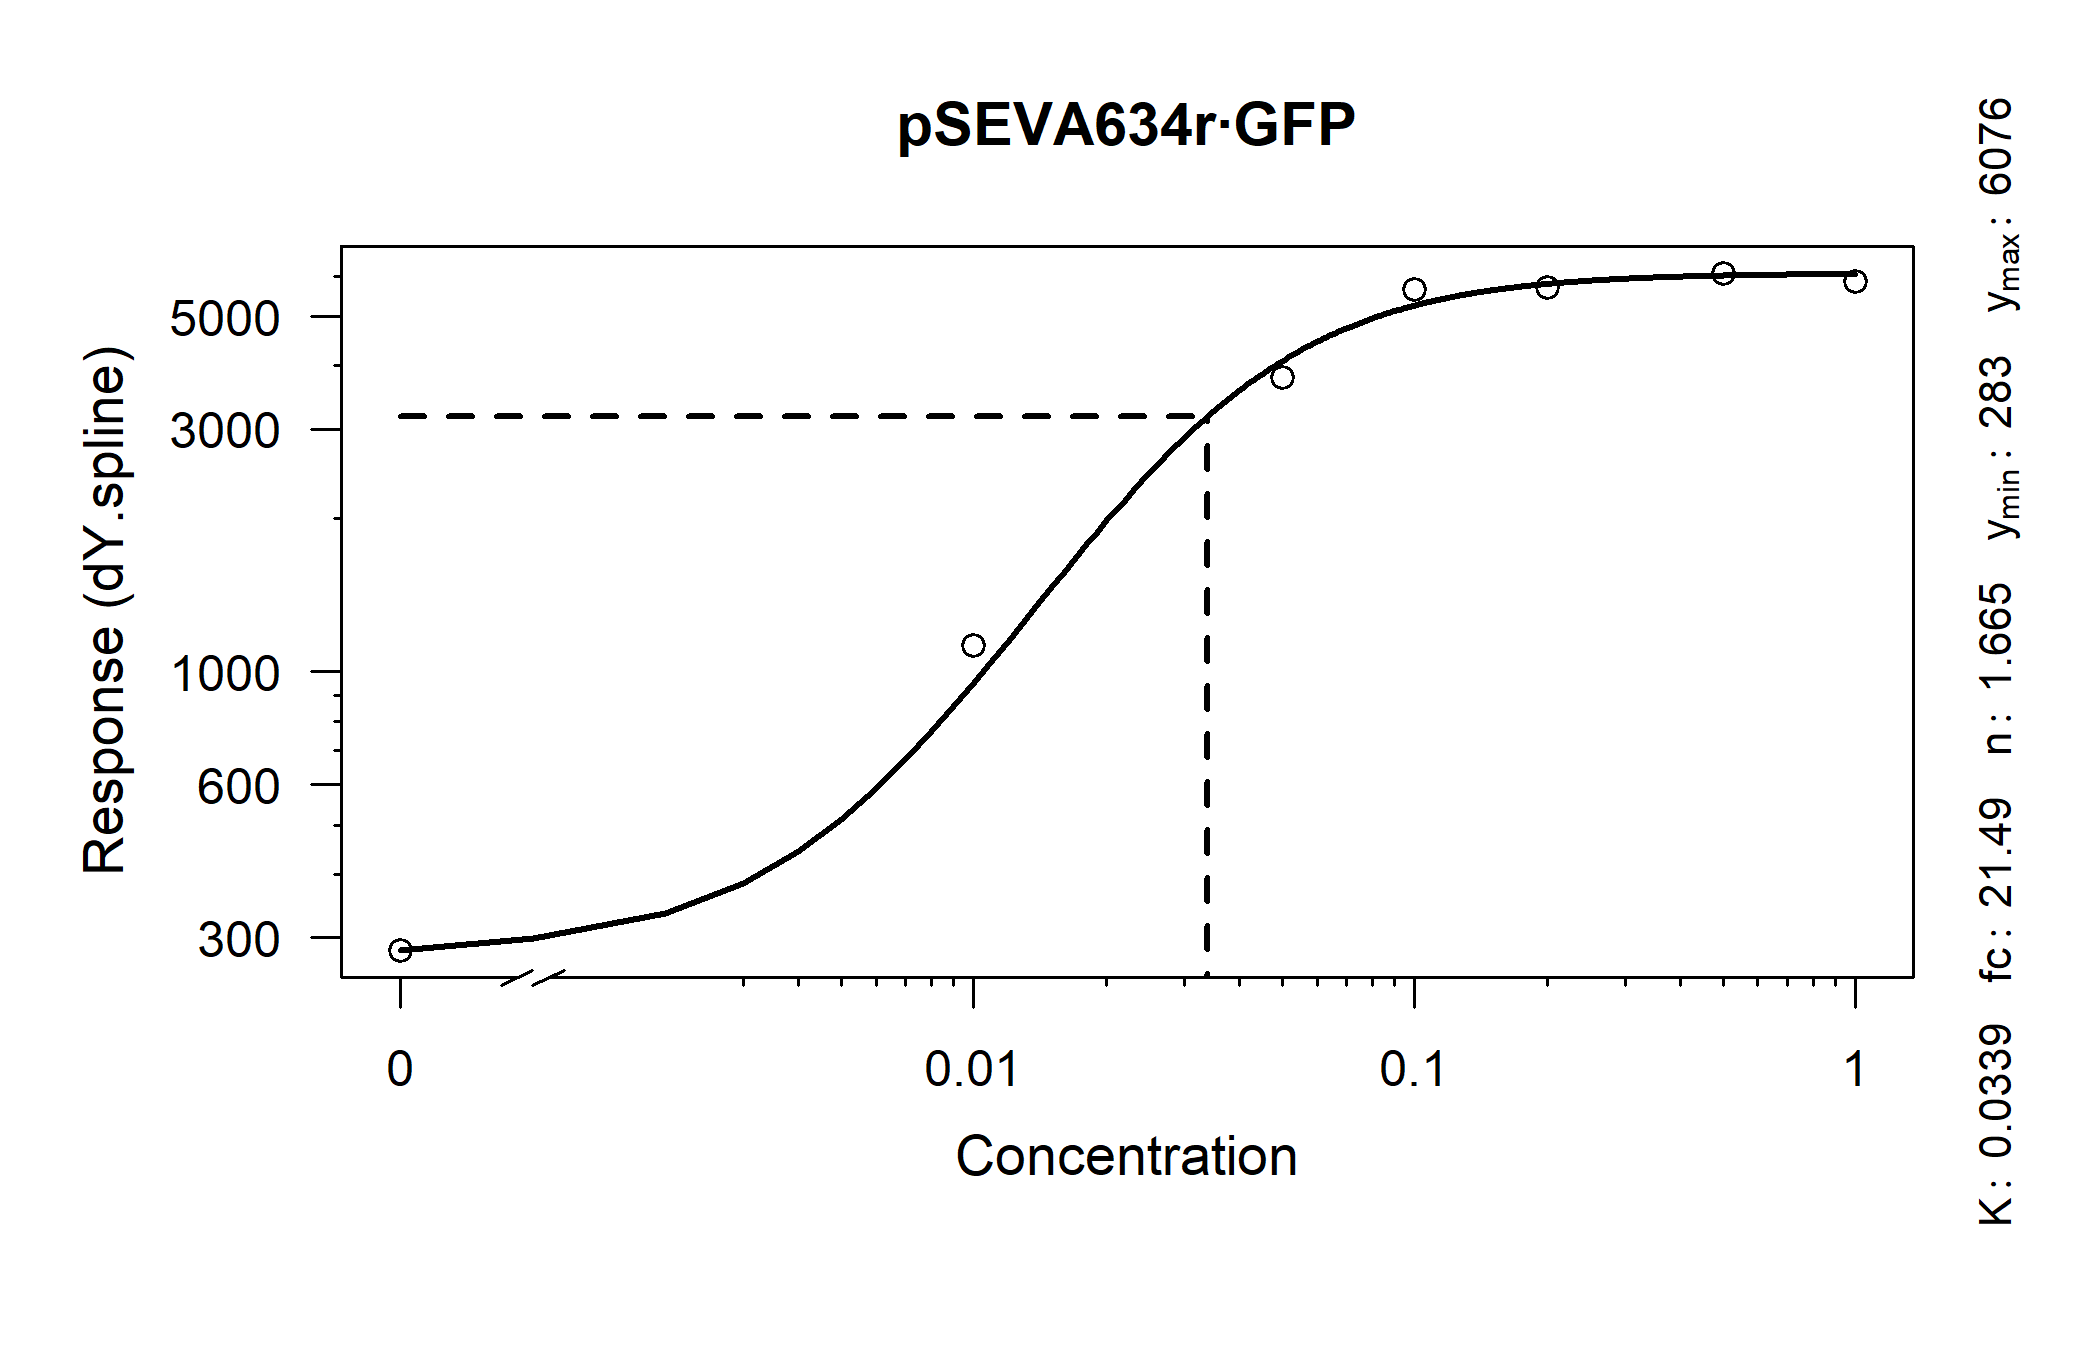 pSEVA634r·GFP
Response (dY.spline)
5000
3000
1000
600
300
0 0.01 0.1 1
Concentration
K: 0.0339 fc: 21.49 n: 1.665 ymin: 283 ymax: 6076